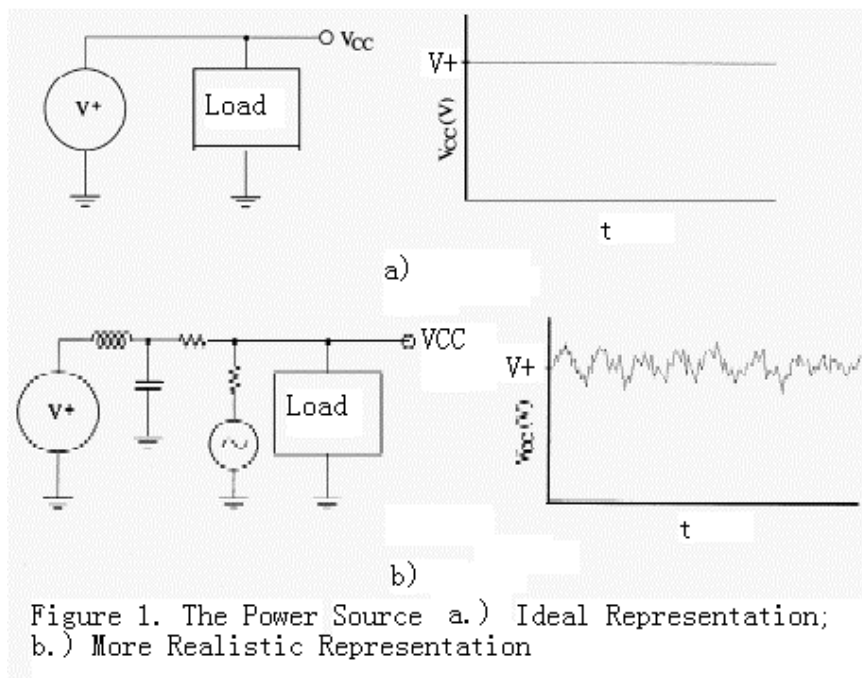 VCC
V+
Load
V+
VCC(V)
t
a)
VCC
V+
Load
V+
VCC(V)
t
b)
Figure 1. The Power Source a.) Ideal Representation;
b.) More Realistic Representation